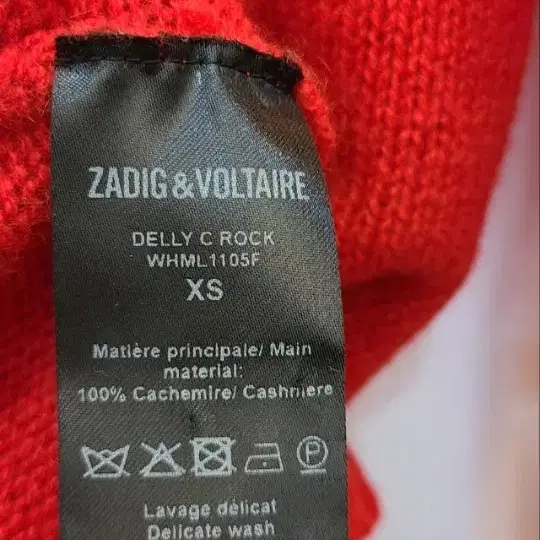 ZADIG & VOLTAIRE
DELLY C ROCK
WHML1105F
XS
Matière principale/ Main
material:
100% Cachemire/ Cashmere
P
Lavage délicat
Delicate wash